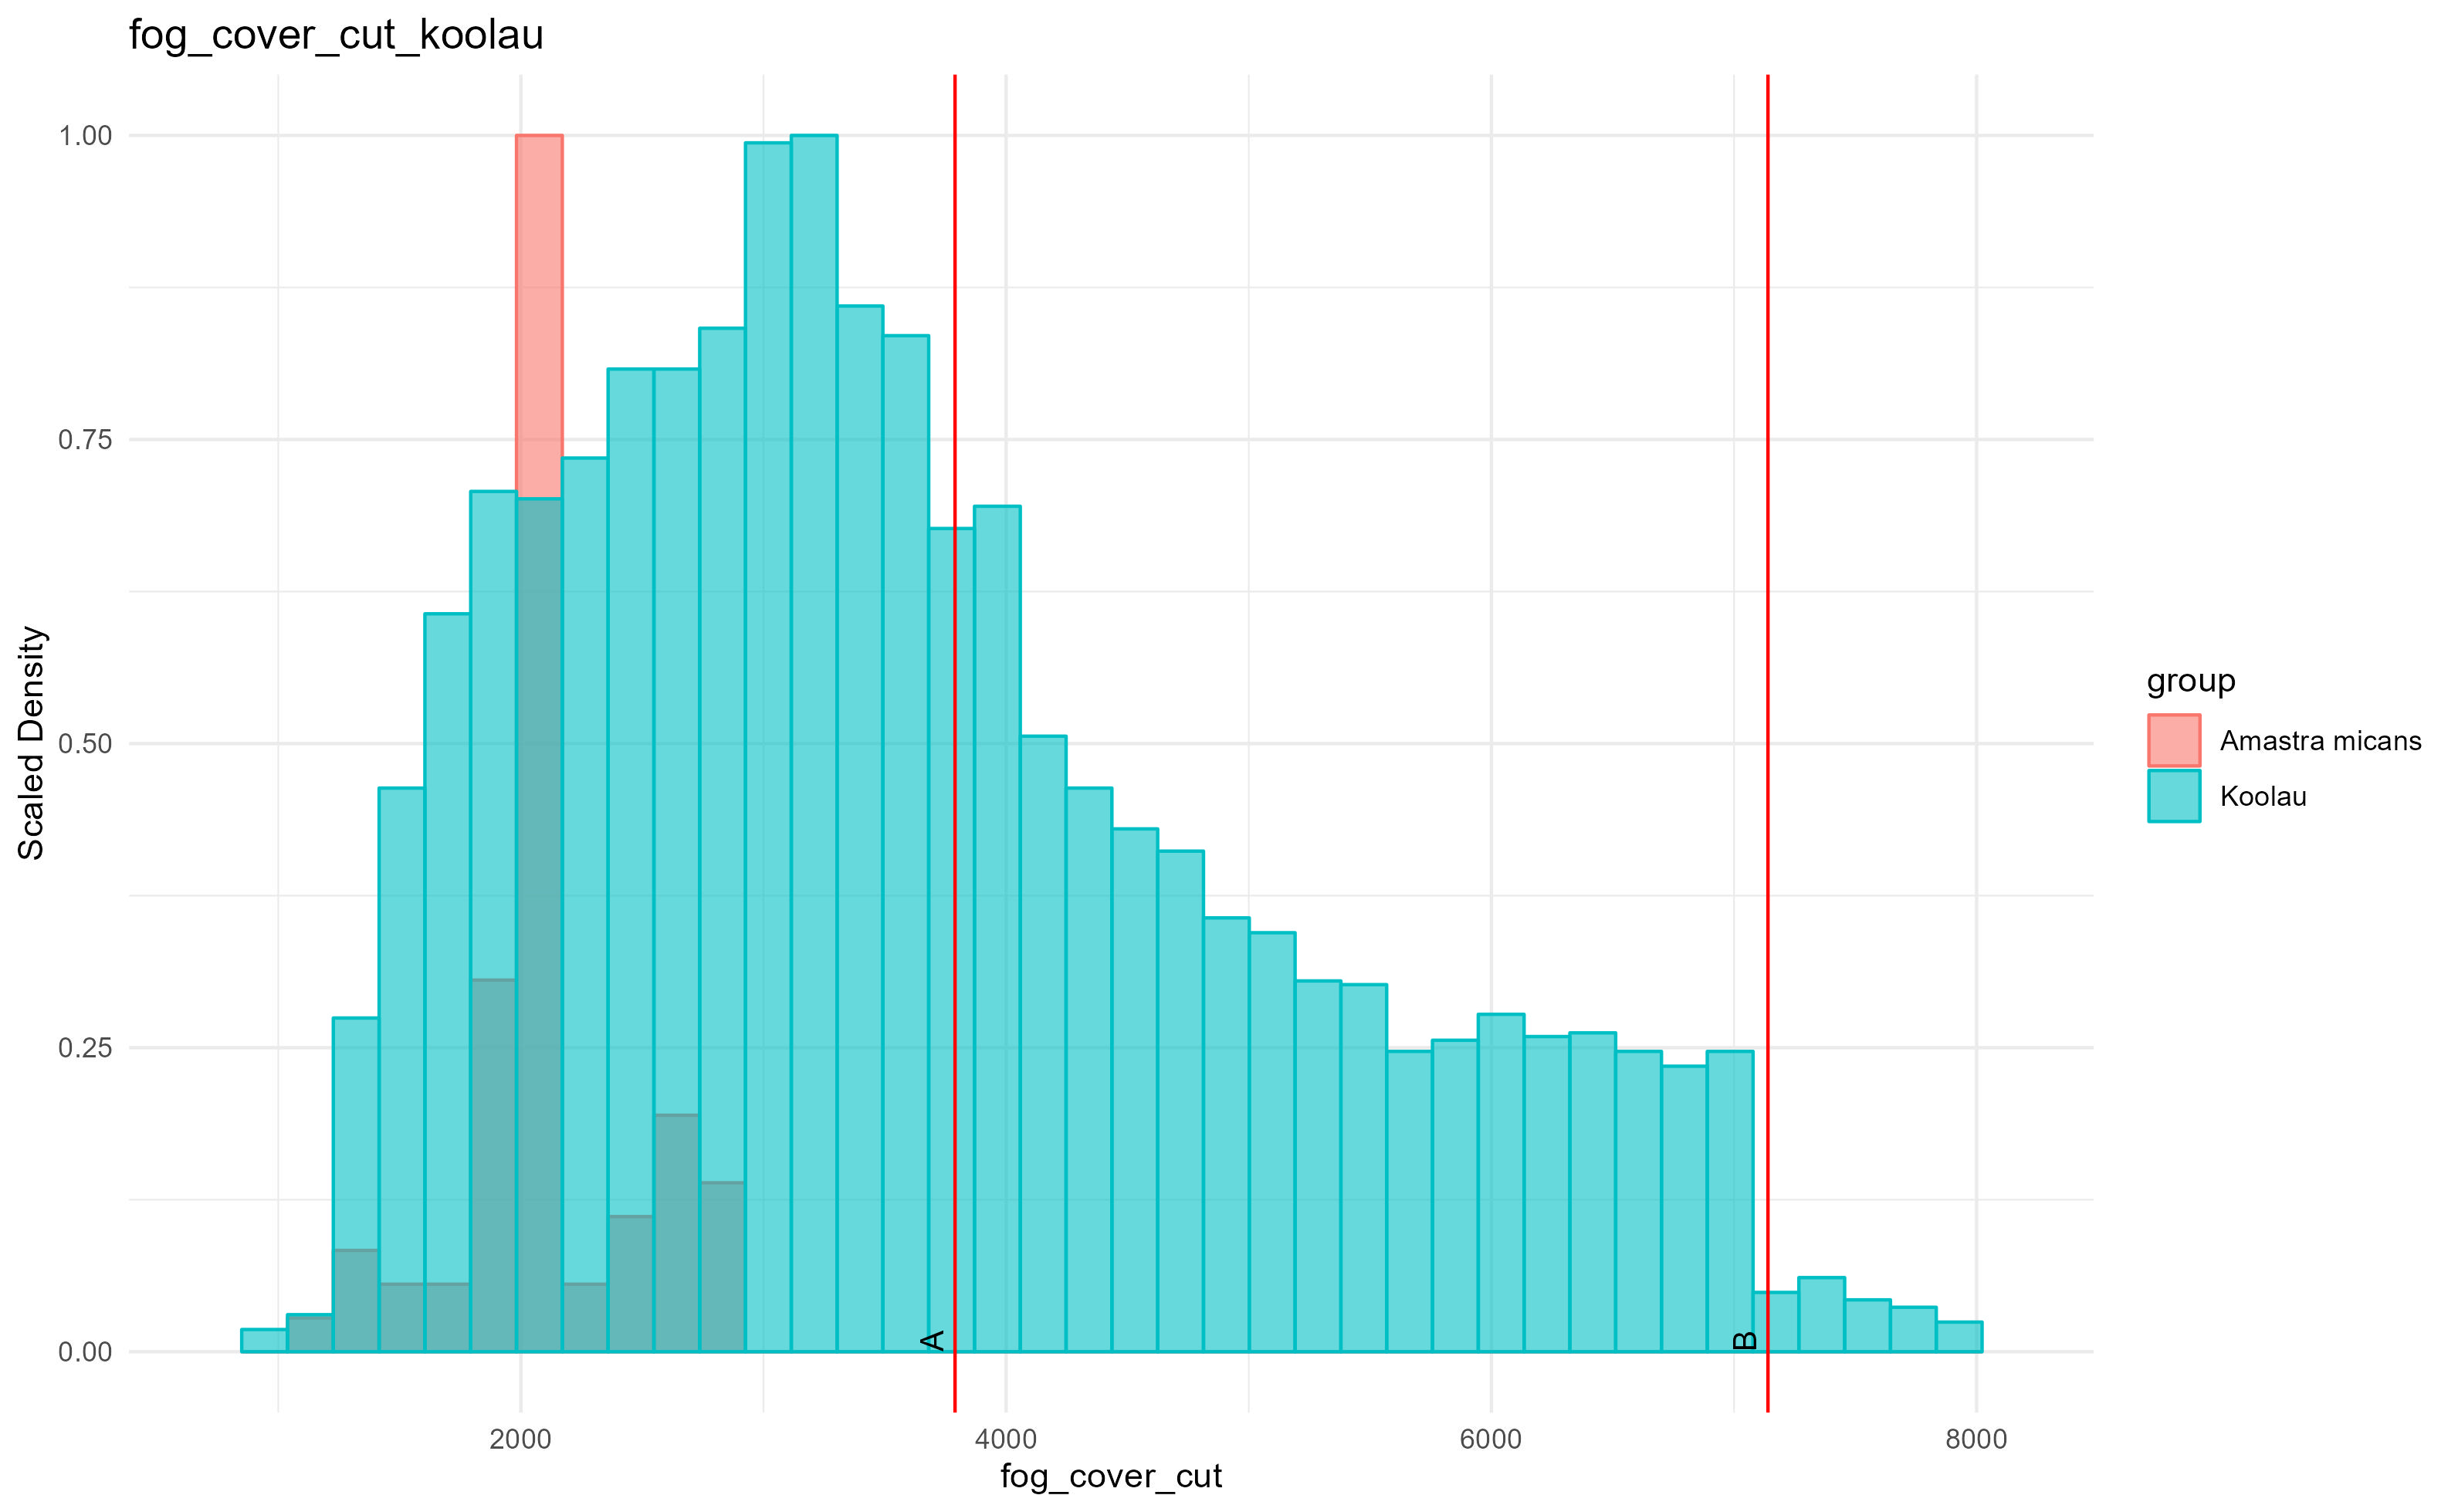 fog_cover_cut_koolau
1.00
0.75
0.50
0.25
0.00
Scaled Density
A
B
2000
4000
6000
8000
fog_cover_cut
group
Amastra micans
Koolau